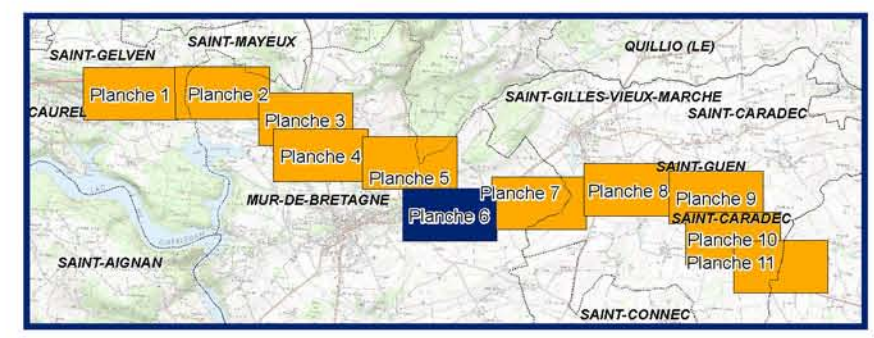 SAINT-MAYEUX
QUILLIO (LE)
SAINT-GELVEN
Planche 1
Planche 2
SAINT-GILLES-VIEUX-MARCHE
CAUREL
SAINT-CARADEC
Planche 3
Planche 4
SAINT-GUEN
Planche 5
Planche 7
Planche 8
Planche 9
MUR-DE-BRETAGNE
Planche 6
SAINT-CARADEC
Planche 10
SAINT-AIGNAN
Planche 11
SAINT-CONNEC